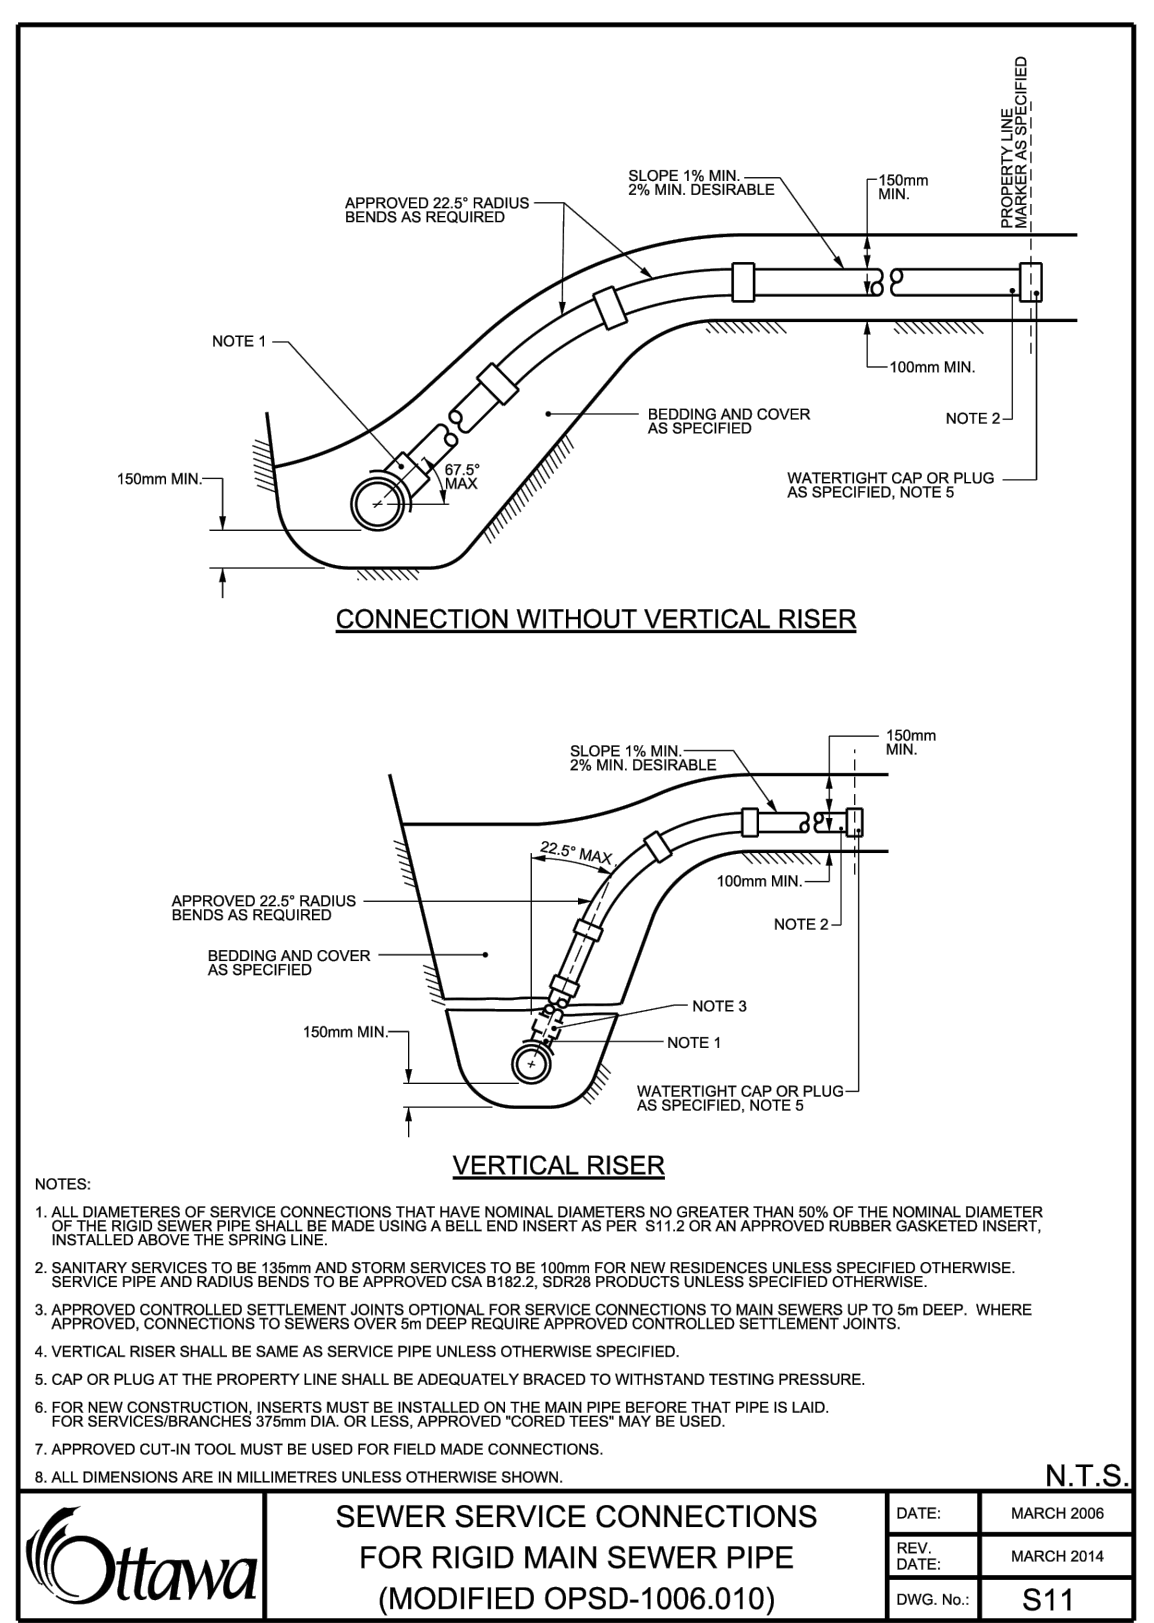 PROPERTY LINE
MARKER AS SPECIFIED
SLOPE 1% MIN.
2% MIN. DESIRABLE
150mm
MIN.
APPROVED 22.5° RADIUS
BENDS AS REQUIRED
NOTE 1
100mm MIN.
BEDDING AND COVER
AS SPECIFIED
NOTE 2
67.5°
MAX
150mm MIN.
WATERTIGHT CAP OR PLUG
AS SPECIFIED, NOTE 5
CONNECTION WITHOUT VERTICAL RISER
150mm
MIN.
SLOPE 1% MIN.
2% MIN. DESIRABLE
22.5° MAX.
100mm MIN.
APPROVED 22.5° RADIUS
BENDS AS REQUIRED
NOTE 2
BEDDING AND COVER
AS SPECIFIED
NOTE 3
150mm MIN.
NOTE 1
WATERTIGHT CAP OR PLUG
AS SPECIFIED, NOTE 5
VERTICAL RISER
NOTES:
1. ALL DIAMETERES OF SERVICE CONNECTIONS THAT HAVE NOMINAL DIAMETERS NO GREATER THAN 50% OF THE NOMINAL DIAMETER
OF THE RIGID SEWER PIPE SHALL BE MADE USING A BELL END INSERT AS PER S11.2 OR AN APPROVED RUBBER GASKETED INSERT,
INSTALLED ABOVE THE SPRING LINE.
2. SANITARY SERVICES TO BE 135mm AND STORM SERVICES TO BE 100mm FOR NEW RESIDENCES UNLESS SPECIFIED OTHERWISE.
SERVICE PIPE AND RADIUS BENDS TO BE APPROVED CSA B182.2, SDR28 PRODUCTS UNLESS SPECIFIED OTHERWISE.
3. APPROVED CONTROLLED SETTLEMENT JOINTS OPTIONAL FOR SERVICE CONNECTIONS TO MAIN SEWERS UP TO 5m DEEP. WHERE
APPROVED, CONNECTIONS TO SEWERS OVER 5m DEEP REQUIRE APPROVED CONTROLLED SETTLEMENT JOINTS.
4. VERTICAL RISER SHALL BE SAME AS SERVICE PIPE UNLESS OTHERWISE SPECIFIED.
5. CAP OR PLUG AT THE PROPERTY LINE SHALL BE ADEQUATELY BRACED TO WITHSTAND TESTING PRESSURE.
6. FOR NEW CONSTRUCTION, INSERTS MUST BE INSTALLED ON THE MAIN PIPE BEFORE THAT PIPE IS LAID.
FOR SERVICES/BRANCHES 375mm DIA. OR LESS, APPROVED "CORED TEES" MAY BE USED.
7. APPROVED CUT-IN TOOL MUST BE USED FOR FIELD MADE CONNECTIONS.
8. ALL DIMENSIONS ARE IN MILLIMETRES UNLESS OTHERWISE SHOWN.
N.T.S.
Ottawa
SEWER SERVICE CONNECTIONS
FOR RIGID MAIN SEWER PIPE
(MODIFIED OPSD-1006.010)
DATE: MARCH 2006
REV.
DATE: MARCH 2014
DWG. No.: S11